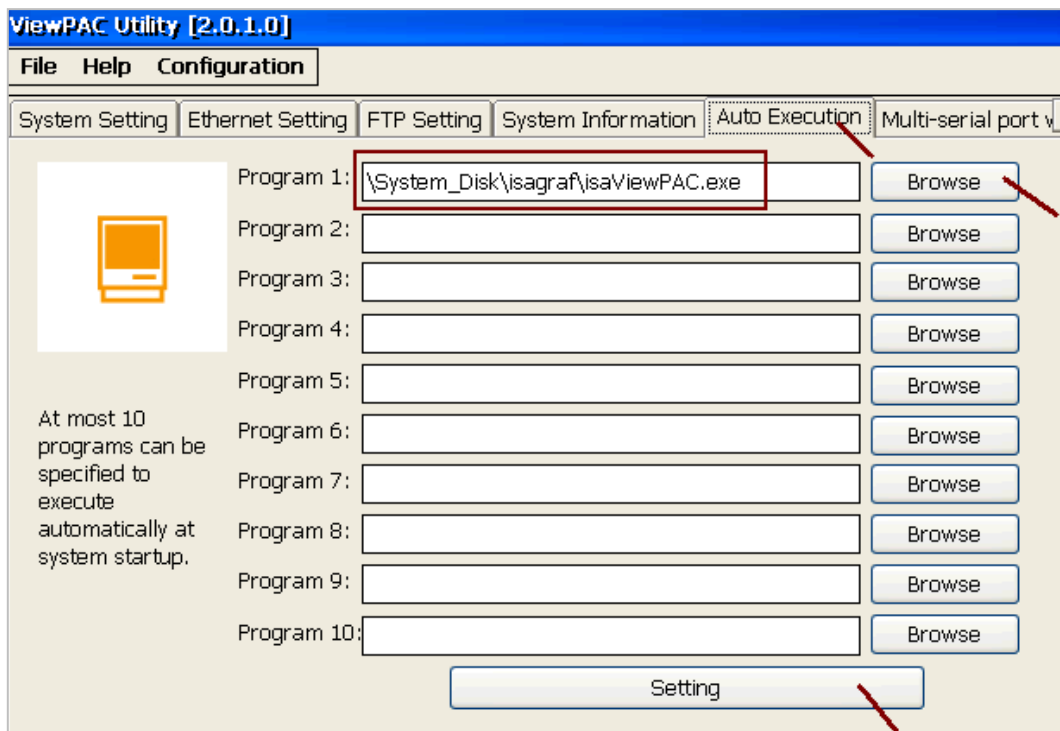 ViewPAC Utility [2.0.1.0]
File Help Configuration
System Setting Ethernet Setting FTP Setting System Information Auto Execution Multi-serial port
Program 1: \System_Disk\isagraf\isaViewPAC.exe Browse
Program 2: Browse
Program 3: Browse
Program 4: Browse
Program 5: Browse
Program 6: Browse
Program 7: Browse
Program 8: Browse
Program 9: Browse
Program 10: Browse
At most 10
programs can be
specified to
execute
automatically at
system startup.
Setting